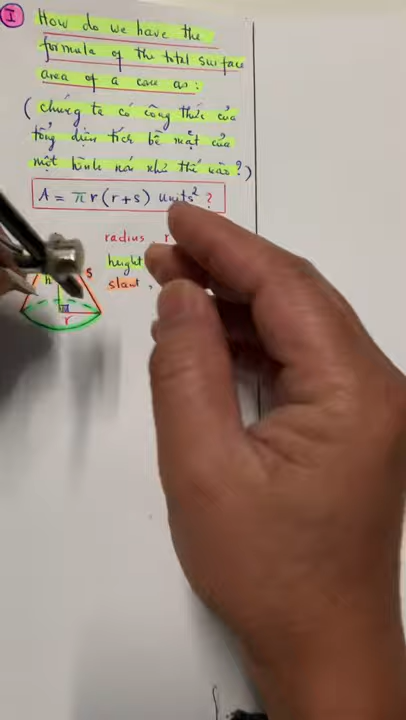 I How do we have the
formula of the total surface
area of a cone as:
(chúng ta có công thức của
tổng diện tích bề mặt của
một hình nón như thế nào?)
A = πr(r+s) units² ?
radius, r
height
slant,
h s
r